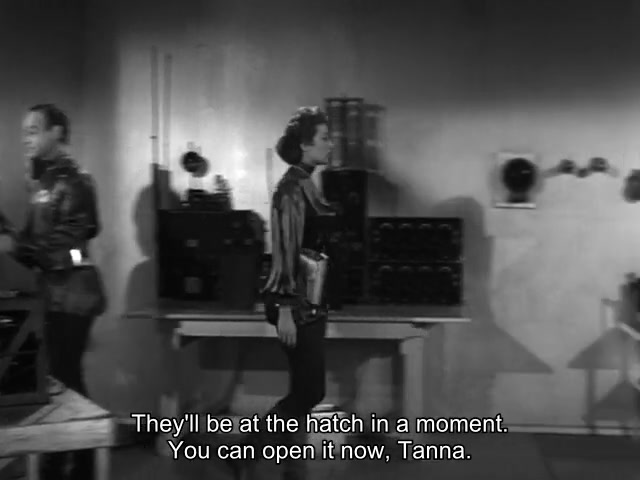 They'll be at the hatch in a moment.
You can open it now, Tanna.